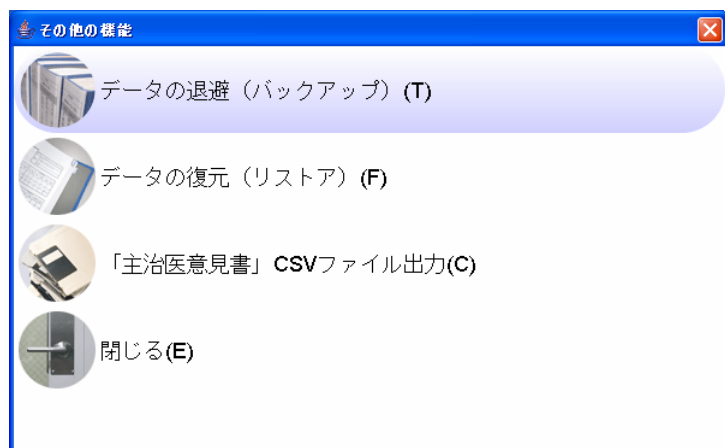 その他の機能
データの退避（バックアップ）(T)
データの復元（リストア）(F)
「主治医意見書」CSVファイル出力(C)
閉じる(E)